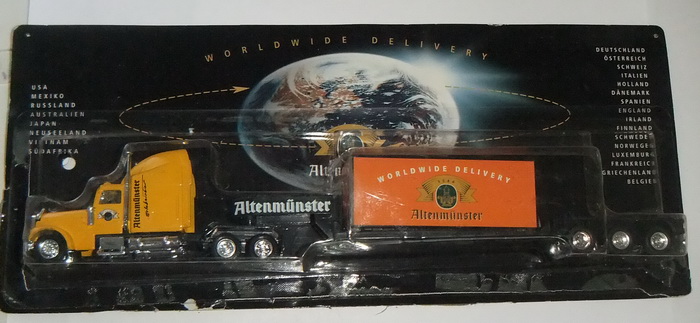 WORLDWIDE DELIVERY
USA
MEXIKO
RUSSLAND
AUSTRALIEN
JAPAN
NEUSEELAND
VIETNAM
SÜDAFRIKA
DEUTSCHLAND
ÖSTERREICH
SCHWEIZ
ITALIEN
HOLLAND
DÄNEMARK
SPANIEN
ENGLAND
IRLAND
FINNLAND
SCHWEDEN
NORWEGEN
LUXEMBURG
FRANKREICH
GRIECHENLAND
BELGIEN
Altenmünster
Altenmünster
WORLDWIDE DELIVERY
Altenmünster